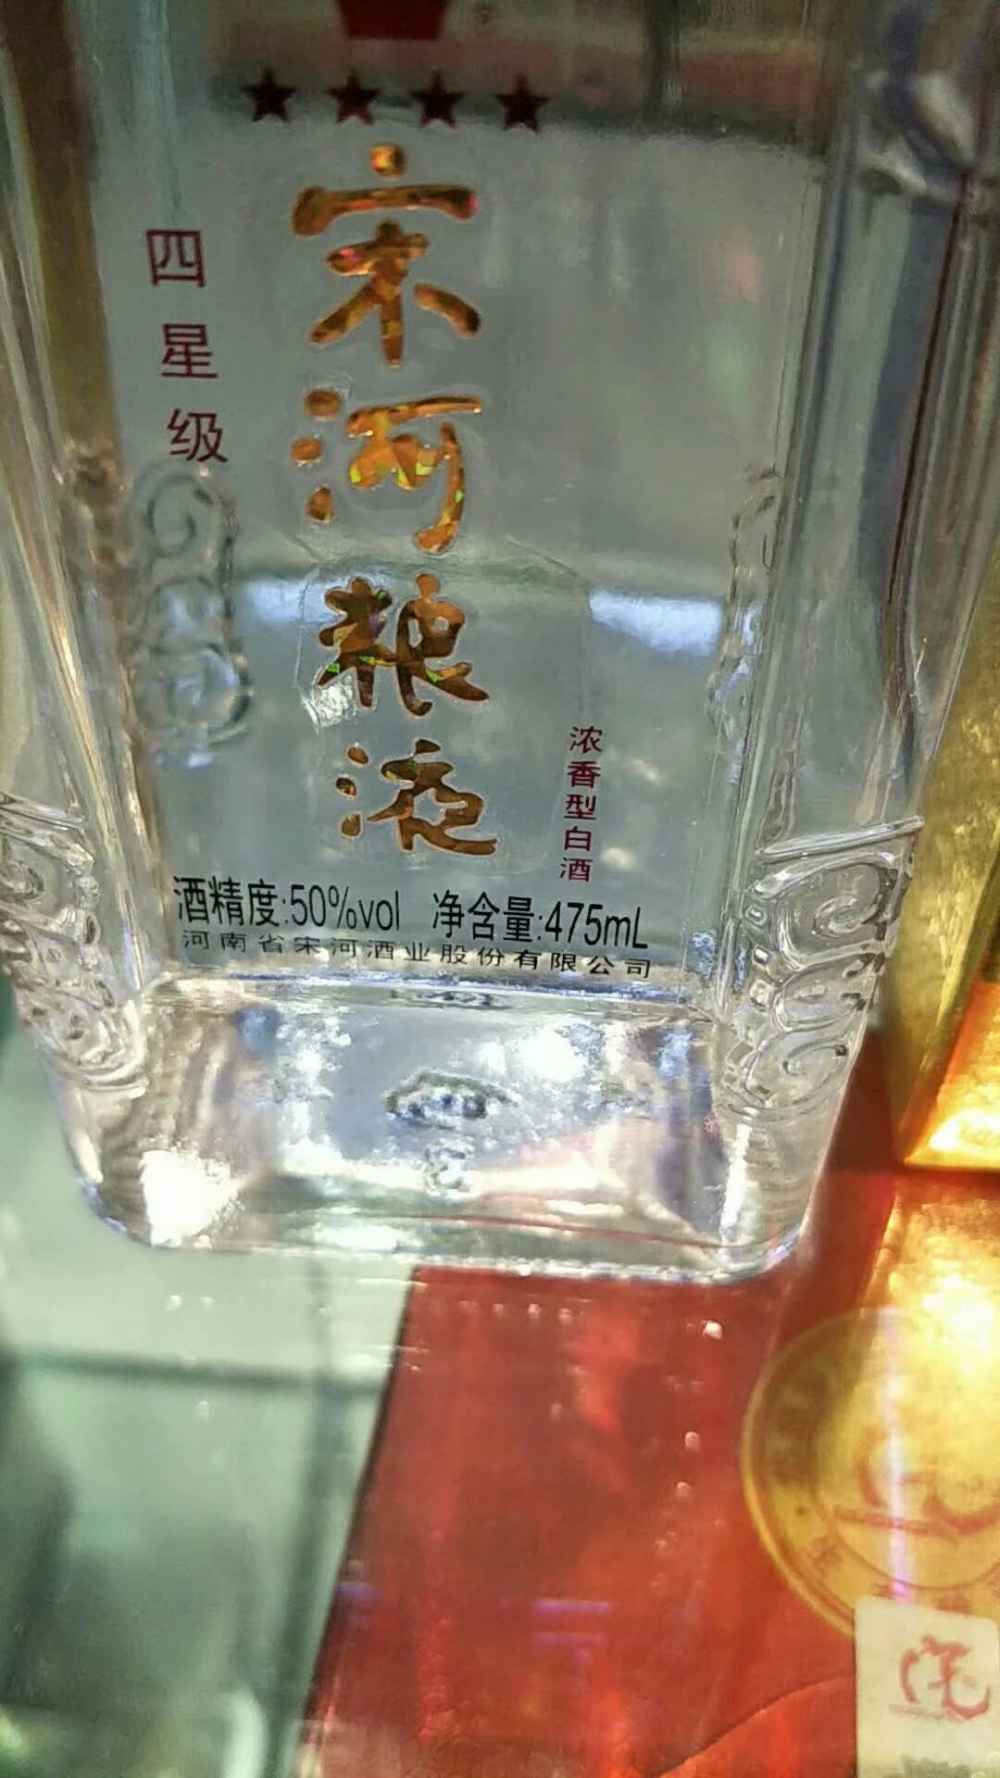 ★★★★
四星级
宋河粮液
浓香型白酒
酒精度:50%vol 净含量:475mL
河南省宋河酒业股份有限公司